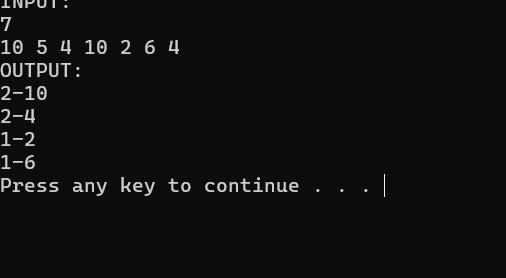 INPUT:
7
10 5 4 10 2 6 4
OUTPUT:
2-10
2-4
1-2
1-6
Press any key to continue . . .